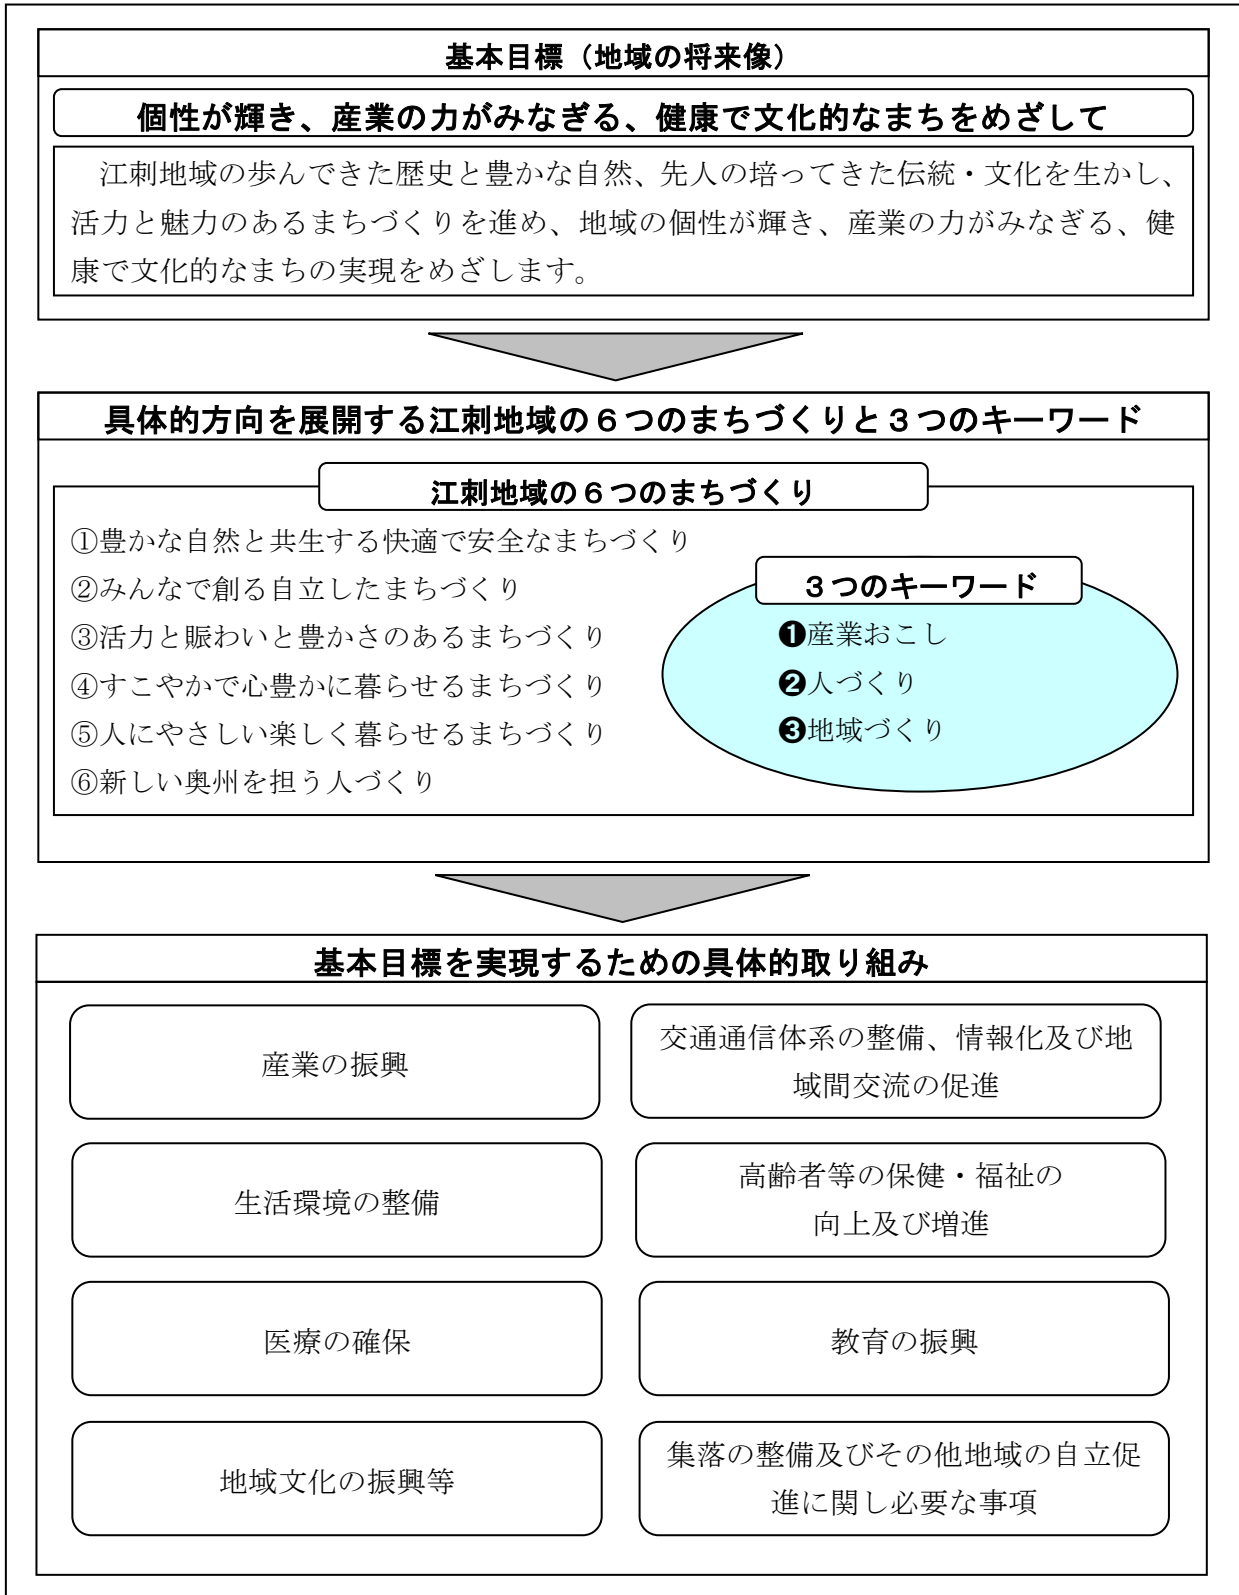 基本目標（地域の将来像）
個性が輝き、産業の力がみなぎる、健康で文化的なまちをめざして
江刺地域の歩んできた歴史と豊かな自然、先人の培ってきた伝統・文化を生かし、
活力と魅力のあるまちづくりを進め、地域の個性が輝き、産業の力がみなぎる、健
康で文化的なまちの実現をめざします。
具体的方向を展開する江刺地域の６つのまちづくりと３つのキーワード
江刺地域の６つのまちづくり
①豊かな自然と共生する快適で安全なまちづくり
②みんなで創る自立したまちづくり
③活力と賑わいと豊かさのあるまちづくり
④すこやかで心豊かに暮らせるまちづくり
⑤人にやさしい楽しく暮らせるまちづくり
⑥新しい奥州を担う人づくり
３つのキーワード
❶産業おこし
❷人づくり
❸地域づくり
基本目標を実現するための具体的取り組み
産業の振興
交通通信体系の整備、情報化及び地
域間交流の促進
生活環境の整備
高齢者等の保健・福祉の
向上及び増進
医療の確保
教育の振興
地域文化の振興等
集落の整備及びその他地域の自立促
進に関し必要な事項